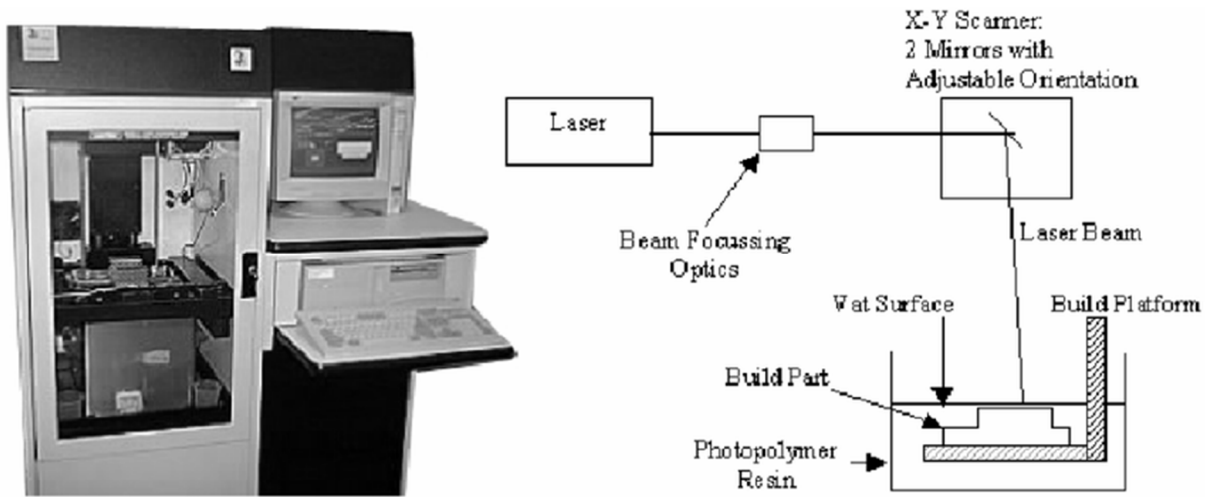 X-Y Scanner:
2 Mirrors with
Adjustable Orientation
Laser
Beam Focussing
Optics
Laser Beam
Vat Surface
Build Platform
Build Part
Photopolymer
Resin